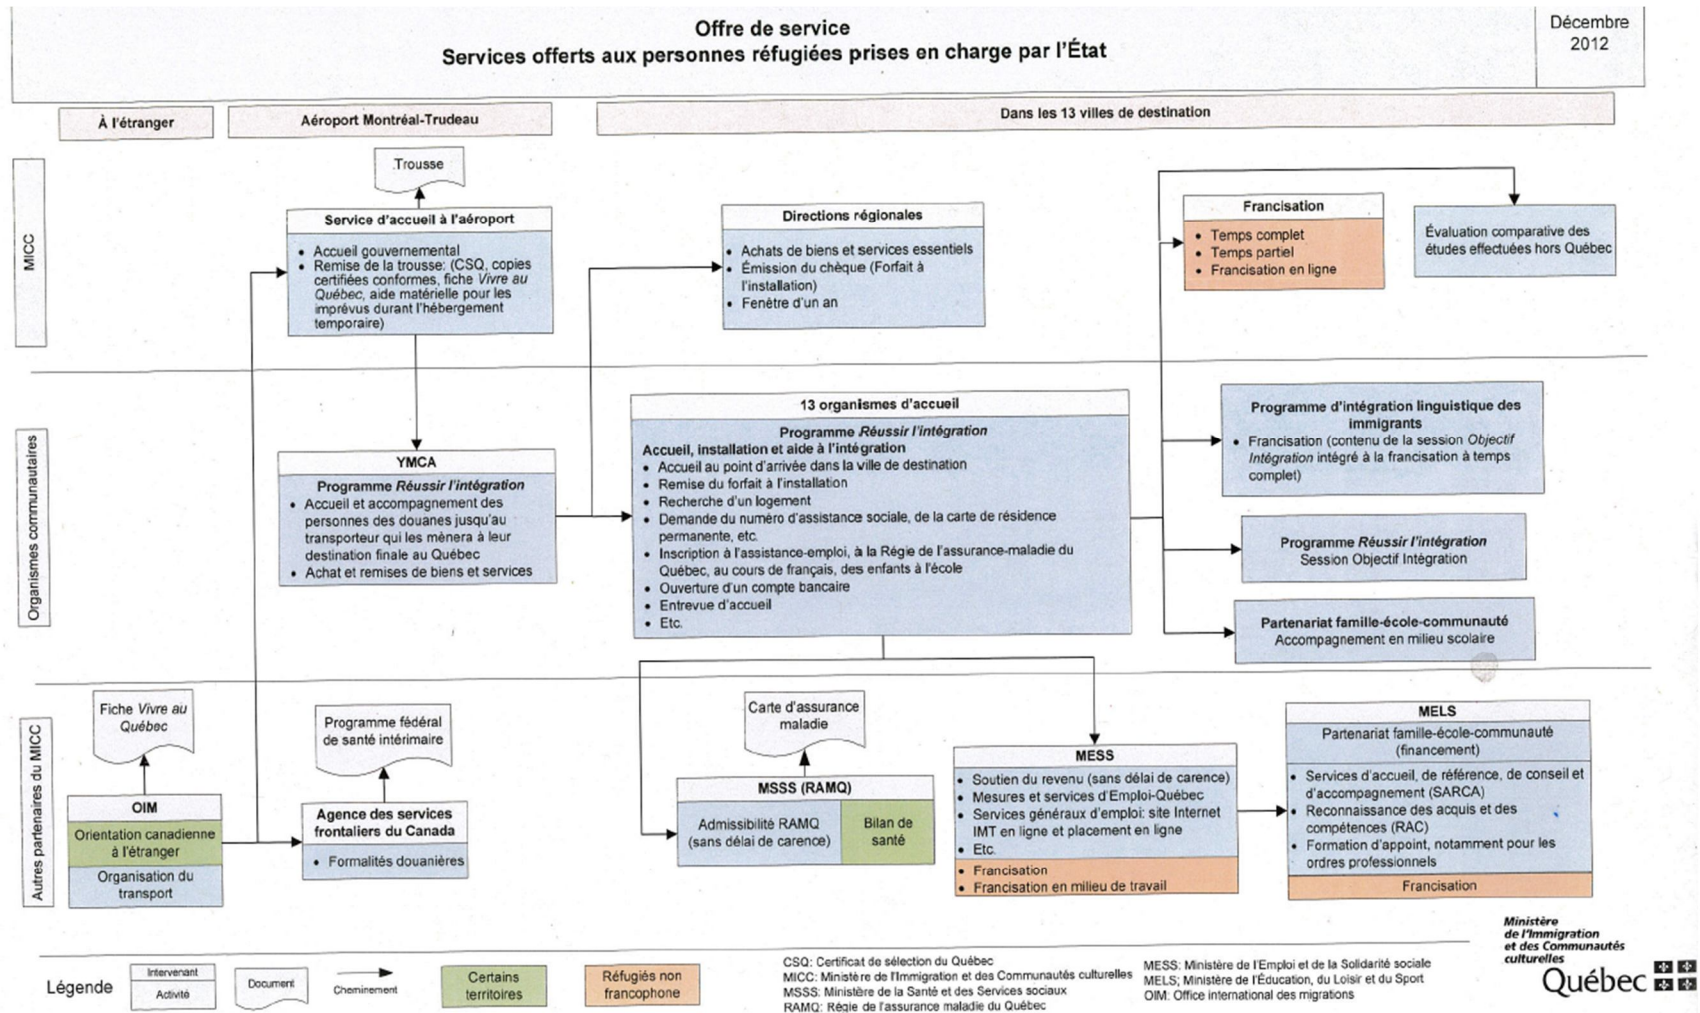 Offre de service
Services offerts aux personnes réfugiées prises en charge par l'État
Décembre
2012
À l'étranger
Aéroport Montréal-Trudeau
Dans les 13 villes de destination
MICC
Trousse
Service d'accueil à l'aéroport
• Accueil gouvernemental
• Remise de la trousse: (CSQ, copies
certifiées conformes, fiche Vivre au
Québec, aide matérielle pour les
imprévus durant l'hébergement
temporaire)
Directions régionales
• Achats de biens et services essentiels
• Émission du chèque (Forfait à
l'installation)
• Fenêtre d'un an
Francisation
• Temps complet
• Temps partiel
• Francisation en ligne
Évaluation comparative des
études effectuées hors Québec
Organismes communautaires
YMCA
Programme Réussir l'intégration
• Accueil et accompagnement des
personnes des douanes jusqu'au
transporteur qui les mènera à leur
destination finale au Québec
• Achat et remises de biens et services
13 organismes d'accueil
Programme Réussir l'intégration
Accueil, installation et aide à l'intégration
• Accueil au point d'arrivée dans la ville de destination
• Remise du forfait à l'installation
• Recherche d'un logement
• Demande du numéro d'assistance sociale, de la carte de résidence
permanente, etc.
• Inscription à l'assistance-emploi, à la Régie de l'assurance-maladie du
Québec, au cours de français, des enfants à l'école
• Ouverture d'un compte bancaire
• Entrevue d'accueil
• Etc.
Programme d'intégration linguistique des
immigrants
• Francisation (contenu de la session Objectif
Intégration intégré à la francisation à temps
complet)
Programme Réussir l'intégration
Session Objectif Intégration
Partenariat famille-école-communauté
Accompagnement en milieu scolaire
Autres partenaires du MICC
Fiche Vivre au
Québec
OIM
Orientation canadienne
à l'étranger
Organisation du
transport
Programme fédéral
de santé intérimaire
Agence des services
frontaliers du Canada
• Formalités douanières
Carte d'assurance
maladie
MSSS (RAMQ)
Admissibilité RAMQ
(sans délai de carence)
Bilan de
santé
MESS
• Soutien du revenu (sans délai de carence)
• Mesures et services d'Emploi-Québec
• Services généraux d'emploi: site Internet
IMT en ligne et placement en ligne
• Etc.
• Francisation
• Francisation en milieu de travail
MELS
Partenariat famille-école-communauté
(financement)
• Services d'accueil, de référence, de conseil et
d'accompagnement (SARCA)
• Reconnaissance des acquis et des
compétences (RAC)
• Formation d'appoint, notamment pour les
ordres professionnels
Francisation
Légende
Intervenant
Activité
Document
Cheminement
Certains
territoires
Réfugiés non
francophone
CSQ: Certificat de sélection du Québec
MICC: Ministère de l'Immigration et des Communautés culturelles
MSSS: Ministère de la Santé et des Services sociaux
RAMQ: Régie de l'assurance maladie du Québec
MESS: Ministère de l'Emploi et de la Solidarité sociale
MELS; Ministère de l'Éducation, du Loisir et du Sport
OIM: Office international des migrations
Ministère
de l'Immigration
et des Communautés
culturelles
Québec